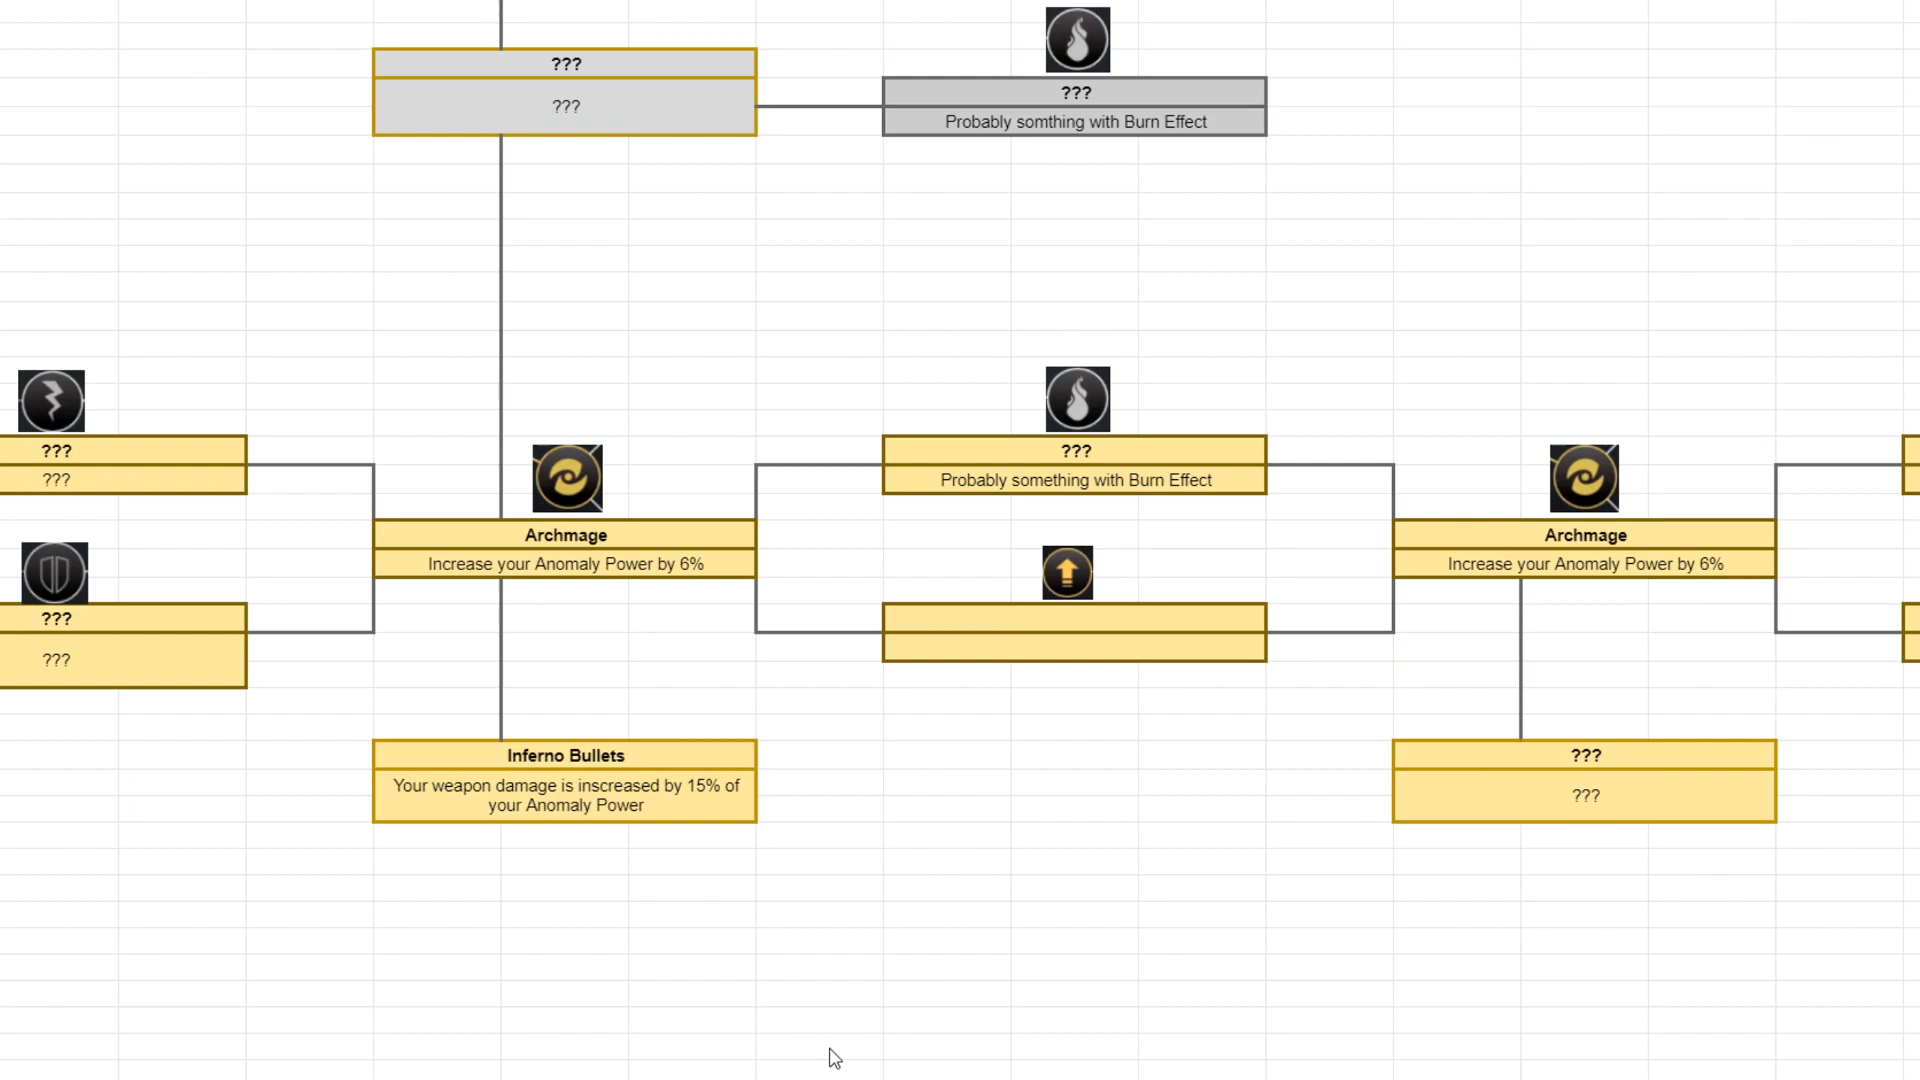 ???
???
???
Probably somthing with Burn Effect
???
???
???
Probably something with Burn Effect
Archmage
Increase your Anomaly Power by 6%
Archmage
Increase your Anomaly Power by 6%
???
???
Inferno Bullets
Your weapon damage is inscreased by 15% of
your Anomaly Power
???
???